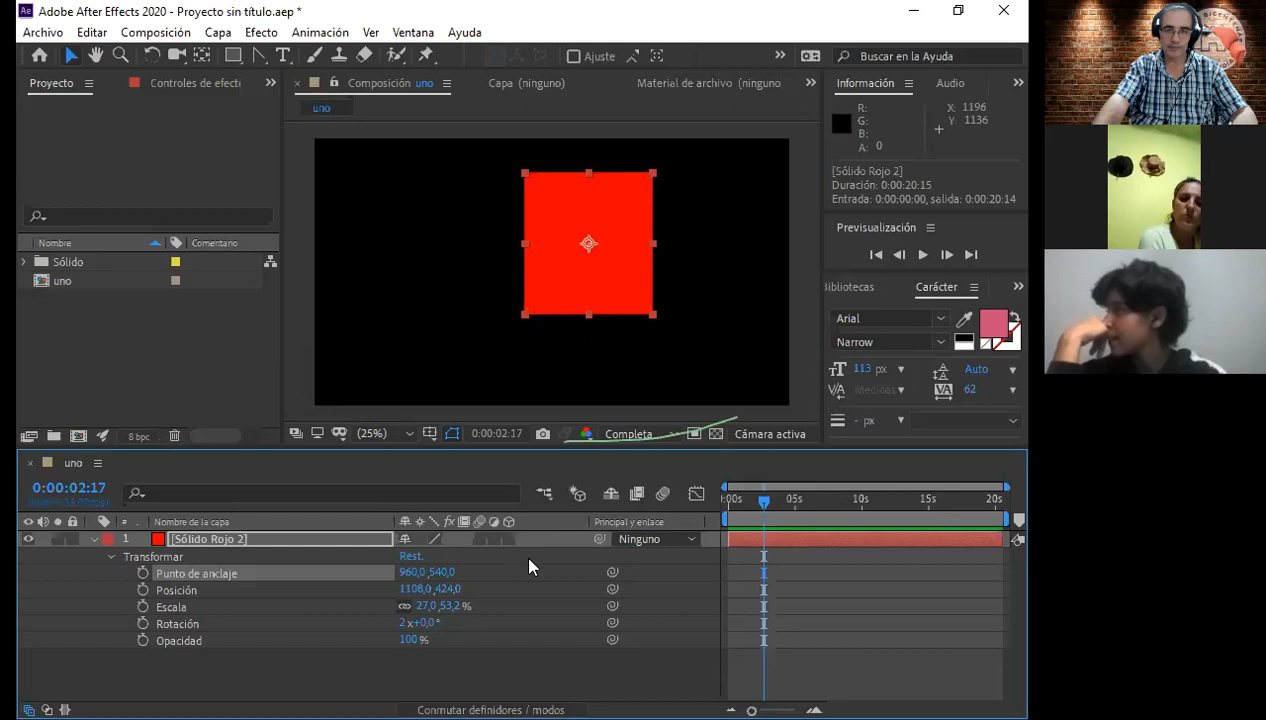 Ae Adobe After Effects 2020 - Proyecto sin título.aep *
Archivo Editar Composición Capa Efecto Animación Ver Ventana Ayuda
Ajuste
Buscar en la Ayuda
Proyecto
Controles de efect
Composición uno
Capa (ninguno)
Material de archivo (ninguno
uno
Nombre
Comentario
Sólido
uno
8 bpc
(25%)
0:00:02:17
Completa
Cámara activa
Información
Audio
R:
G:
B:
A: 0
X: 1196
Y: 1136
[Sólido Rojo 2]
Duración: 0:00:20:15
Entrada: 0:00:00:00, salida: 0:00:20:14
Previsualización
Bibliotecas
Carácter
Arial
Narrow
113 px
Auto
62
- px
uno
0:00:02:17
# Nombre de la capa
Principal y enlace
:00s 05s 10s 15s 20s
1 [Sólido Rojo 2]
Ninguno
Transformar
Rest.
Punto de anclaje
960,0 ,540,0
Posición
1108,0 ,424,0
Escala
27,0 ,53,2 %
Rotación
2 x+0,0 °
Opacidad
100 %
Conmutar definidores / modos